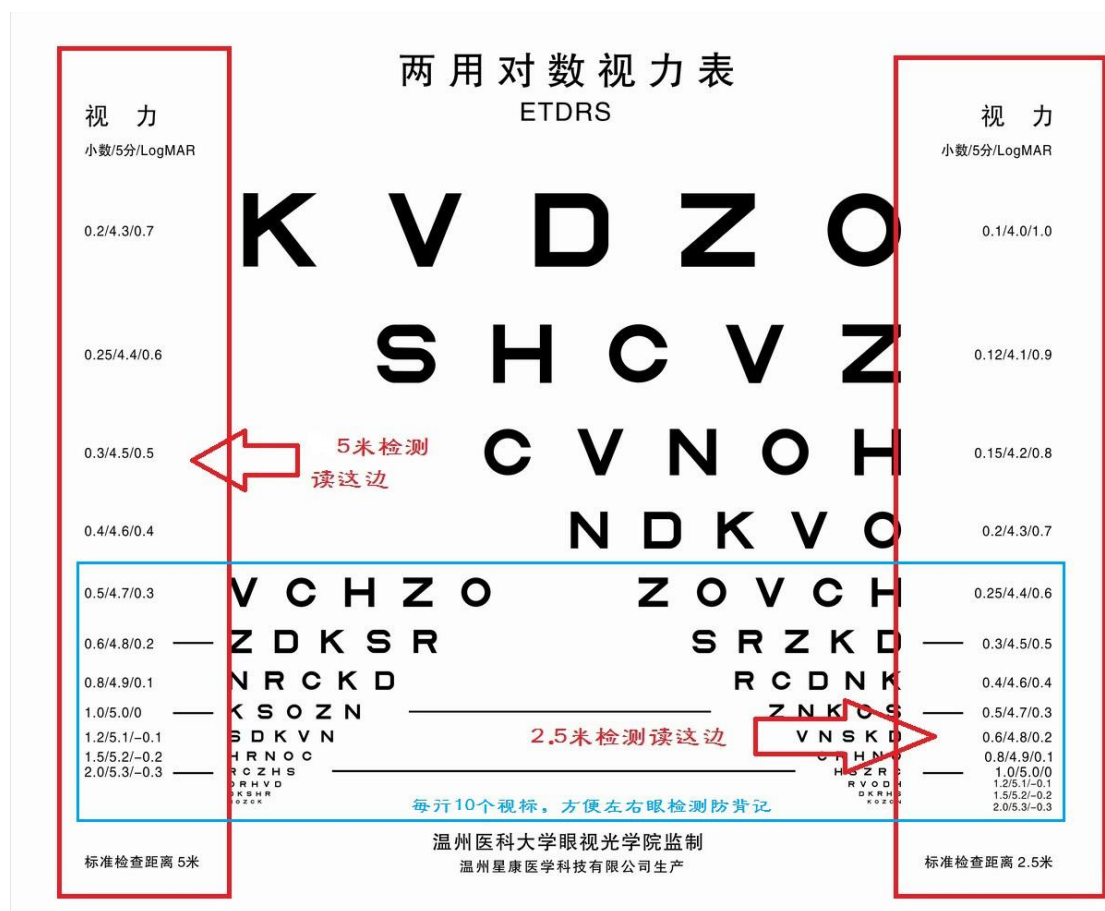 两用对数视力表
ETDRS
视 力
视 力
小数/5分/LogMAR
小数/5分/LogMAR
0.2/4.3/0.7 K V D Z O 0.1/4.0/1.0
0.25/4.4/0.6 S H C V Z 0.12/4.1/0.9
0.3/4.5/0.5 C V N O H 0.15/4.2/0.8
5米检测
读这边
0.4/4.6/0.4 N D K V O 0.2/4.3/0.7
0.5/4.7/0.3 V C H Z O Z O V C H 0.25/4.4/0.6
0.6/4.8/0.2 Z D K S R S R Z K D 0.3/4.5/0.5
0.8/4.9/0.1 N R C K D R C D N K 0.4/4.6/0.4
1.0/5.0/0 K S O Z N Z N K O S 0.5/4.7/0.3
1.2/5.1/-0.1 S D K V N V N S K D 0.6/4.8/0.2
2.5米检测读这边
1.5/5.2/-0.2 H R N O C C R H N O 0.8/4.9/0.1
2.0/5.3/-0.3 R C Z H S H S Z R C 1.0/5.0/0
D R H V D R V O D H 1.2/5.1/-0.1
D K S H R D K R H S 1.5/5.2/-0.2
2.0/5.3/-0.3
每行10个视标,方便左右眼检测防背记
温州医科大学眼视光学院监制
温州星康医学科技有限公司生产
标准检查距离 5米
标准检查距离 2.5米